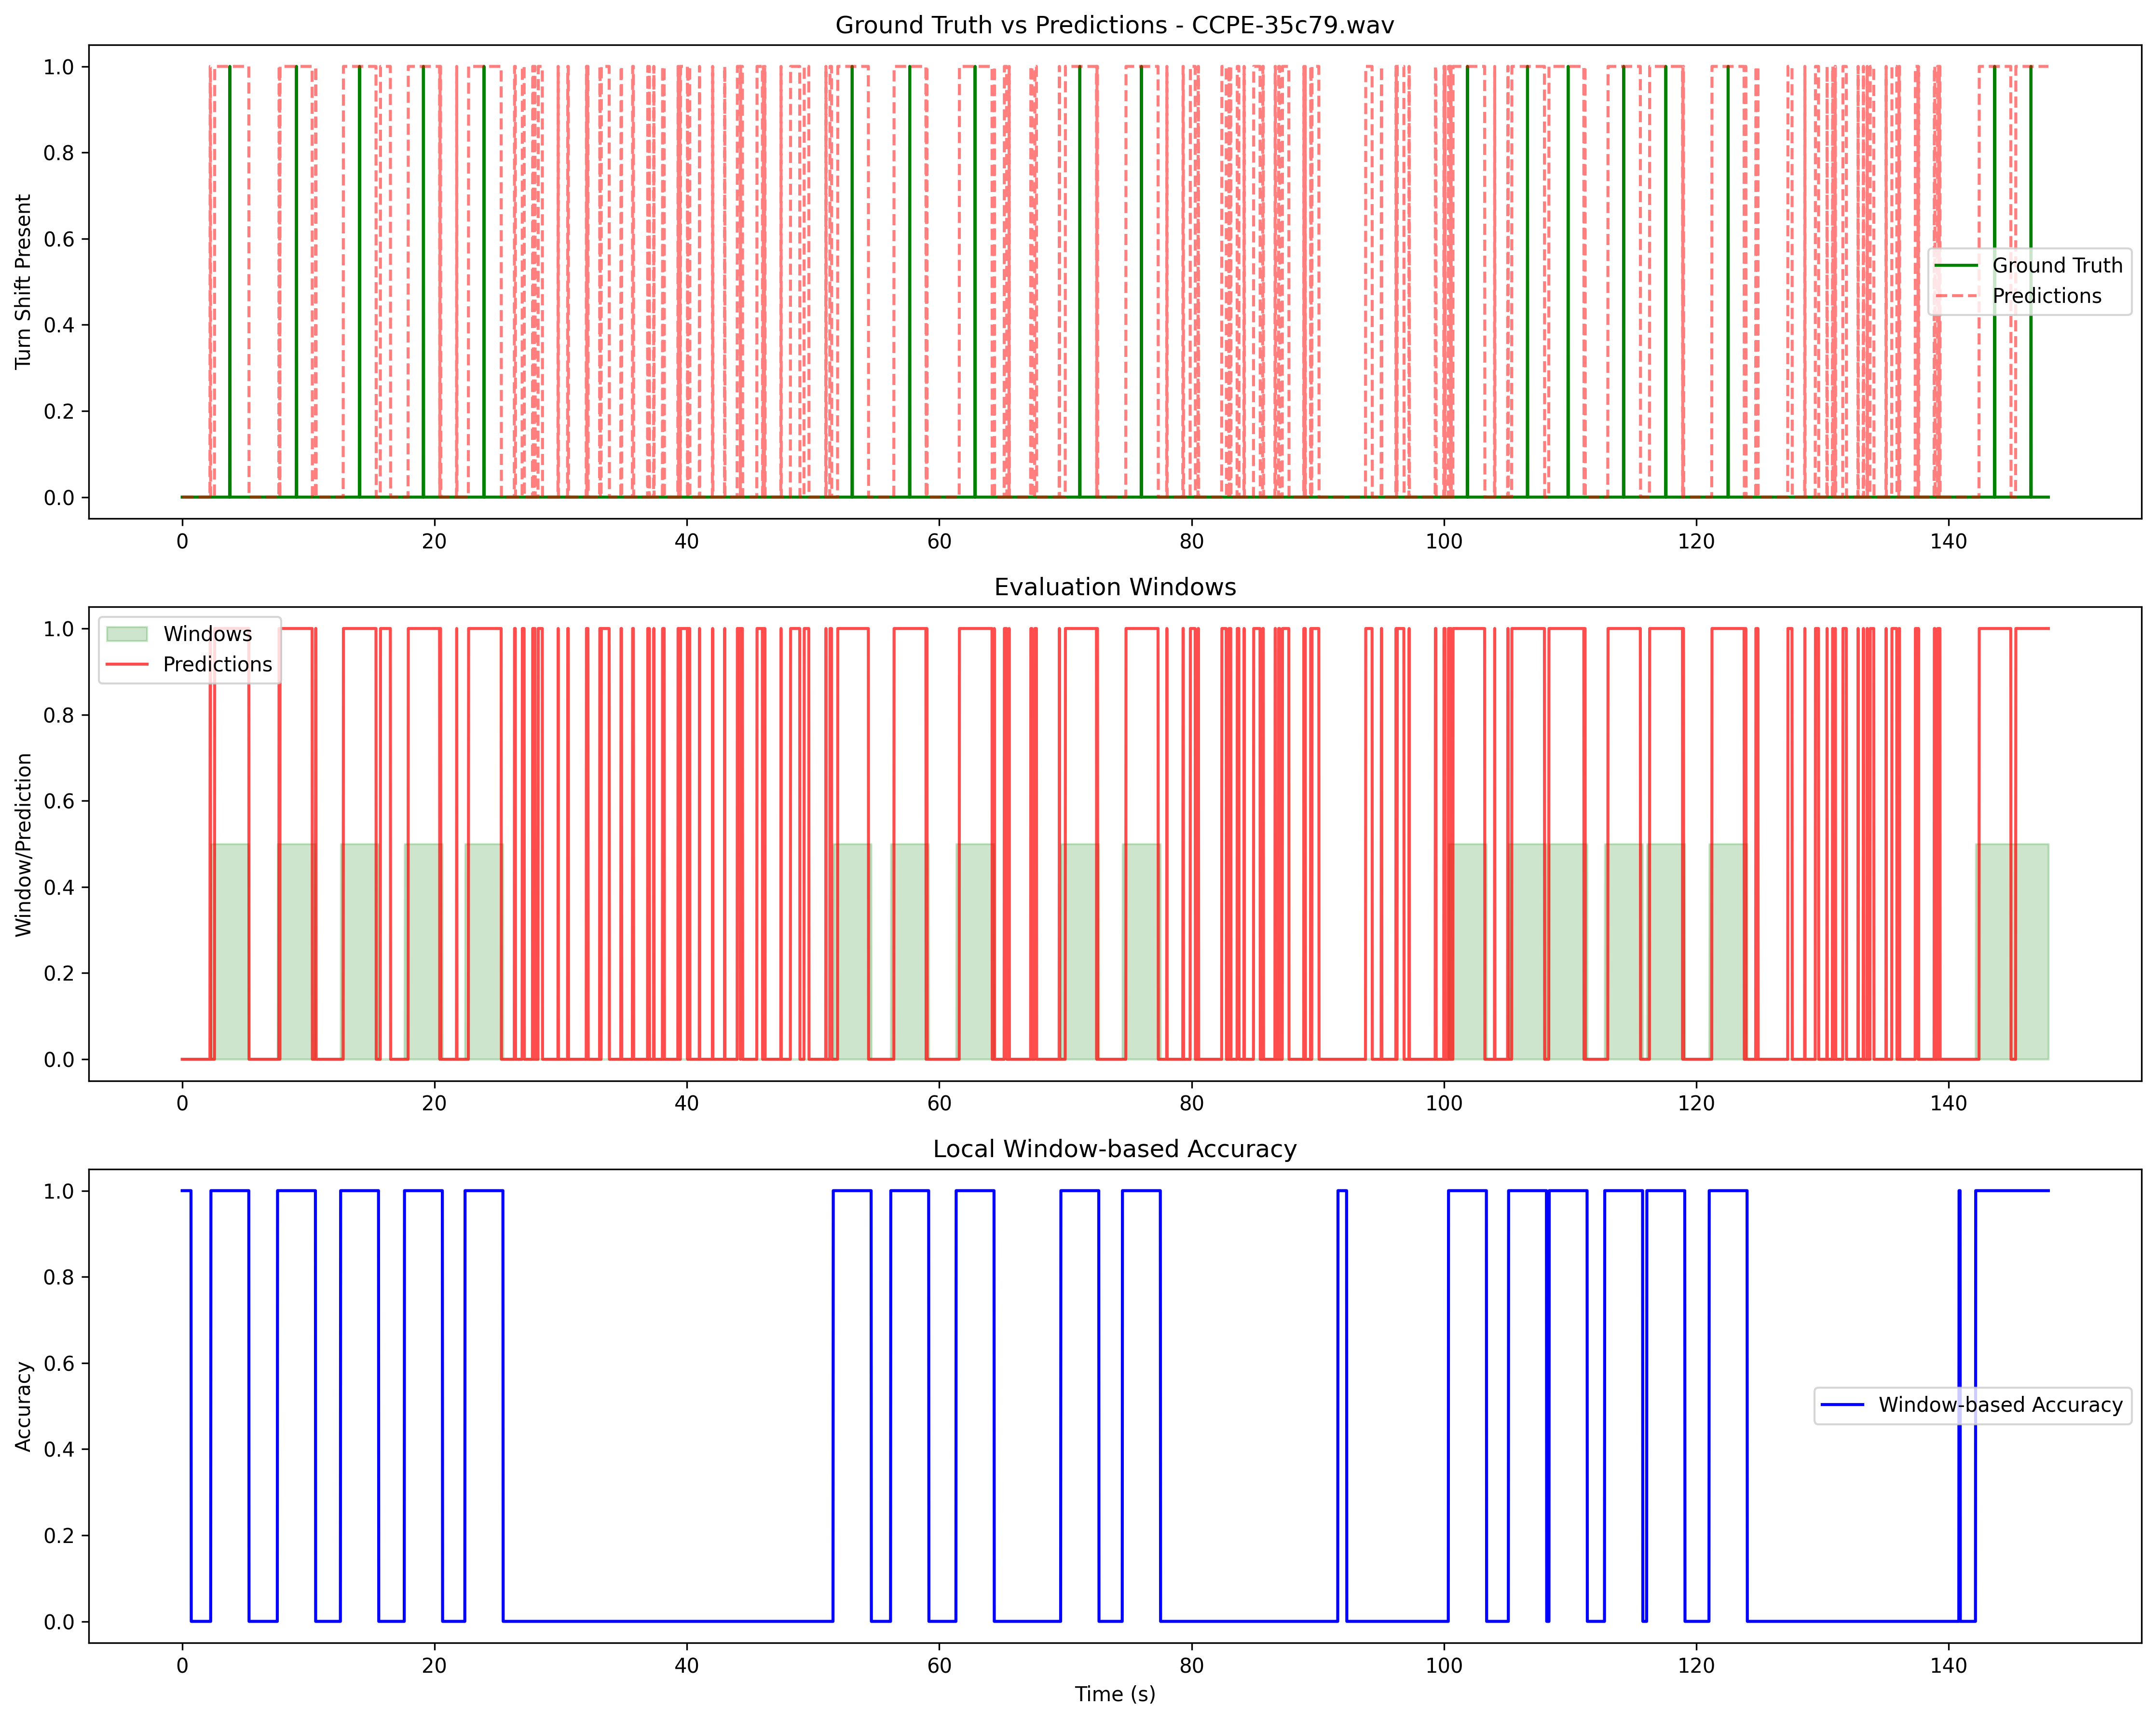 Ground Truth vs Predictions - CCPE-35c79.wav
Turn Shift Present
1.0
0.8
0.6
0.4
0.2
0.0
Ground Truth
Predictions
0 20 40 60 80 100 120 140
Evaluation Windows
Window/Prediction
1.0
0.8
0.6
0.4
0.2
0.0
Windows
Predictions
0 20 40 60 80 100 120 140
Local Window-based Accuracy
Accuracy
1.0
0.8
0.6
0.4
0.2
0.0
Window-based Accuracy
0 20 40 60 80 100 120 140
Time (s)